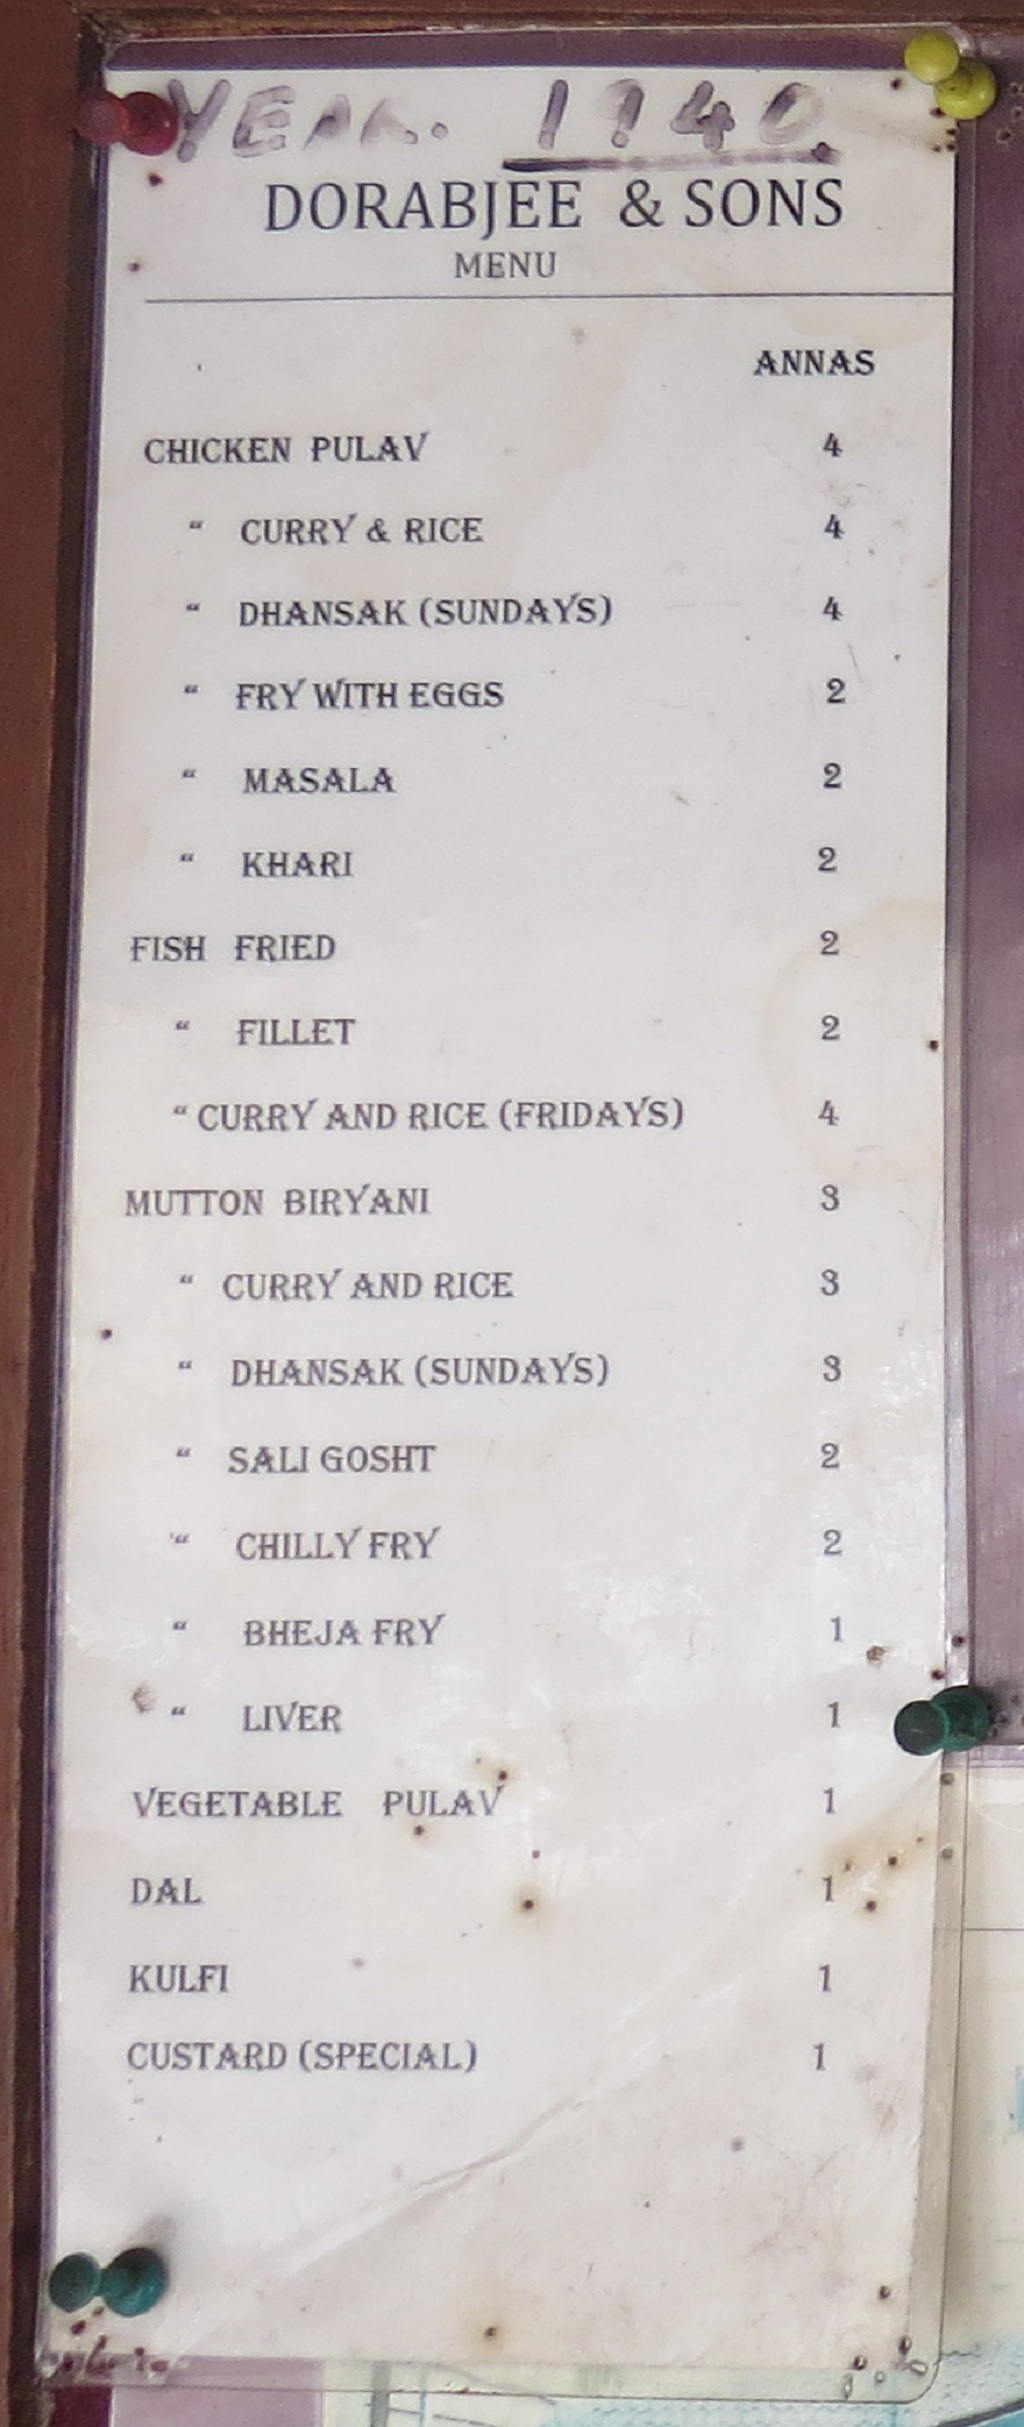 YEAR. 1940.
DORABJEE & SONS
MENU
ANNAS
CHICKEN PULAV 4
“ CURRY & RICE 4
“ DHANSAK (SUNDAYS) 4
“ FRY WITH EGGS 2
“ MASALA 2
“ KHARI 2
FISH FRIED 2
“ FILLET 2
“ CURRY AND RICE (FRIDAYS) 4
MUTTON BIRYANI 3
“ CURRY AND RICE 3
“ DHANSAK (SUNDAYS) 3
“ SALI GOSHT 2
“ CHILLY FRY 2
“ BHEJA FRY 1
“ LIVER 1
VEGETABLE PULAV 1
DAL 1
KULFI 1
CUSTARD (SPECIAL) 1